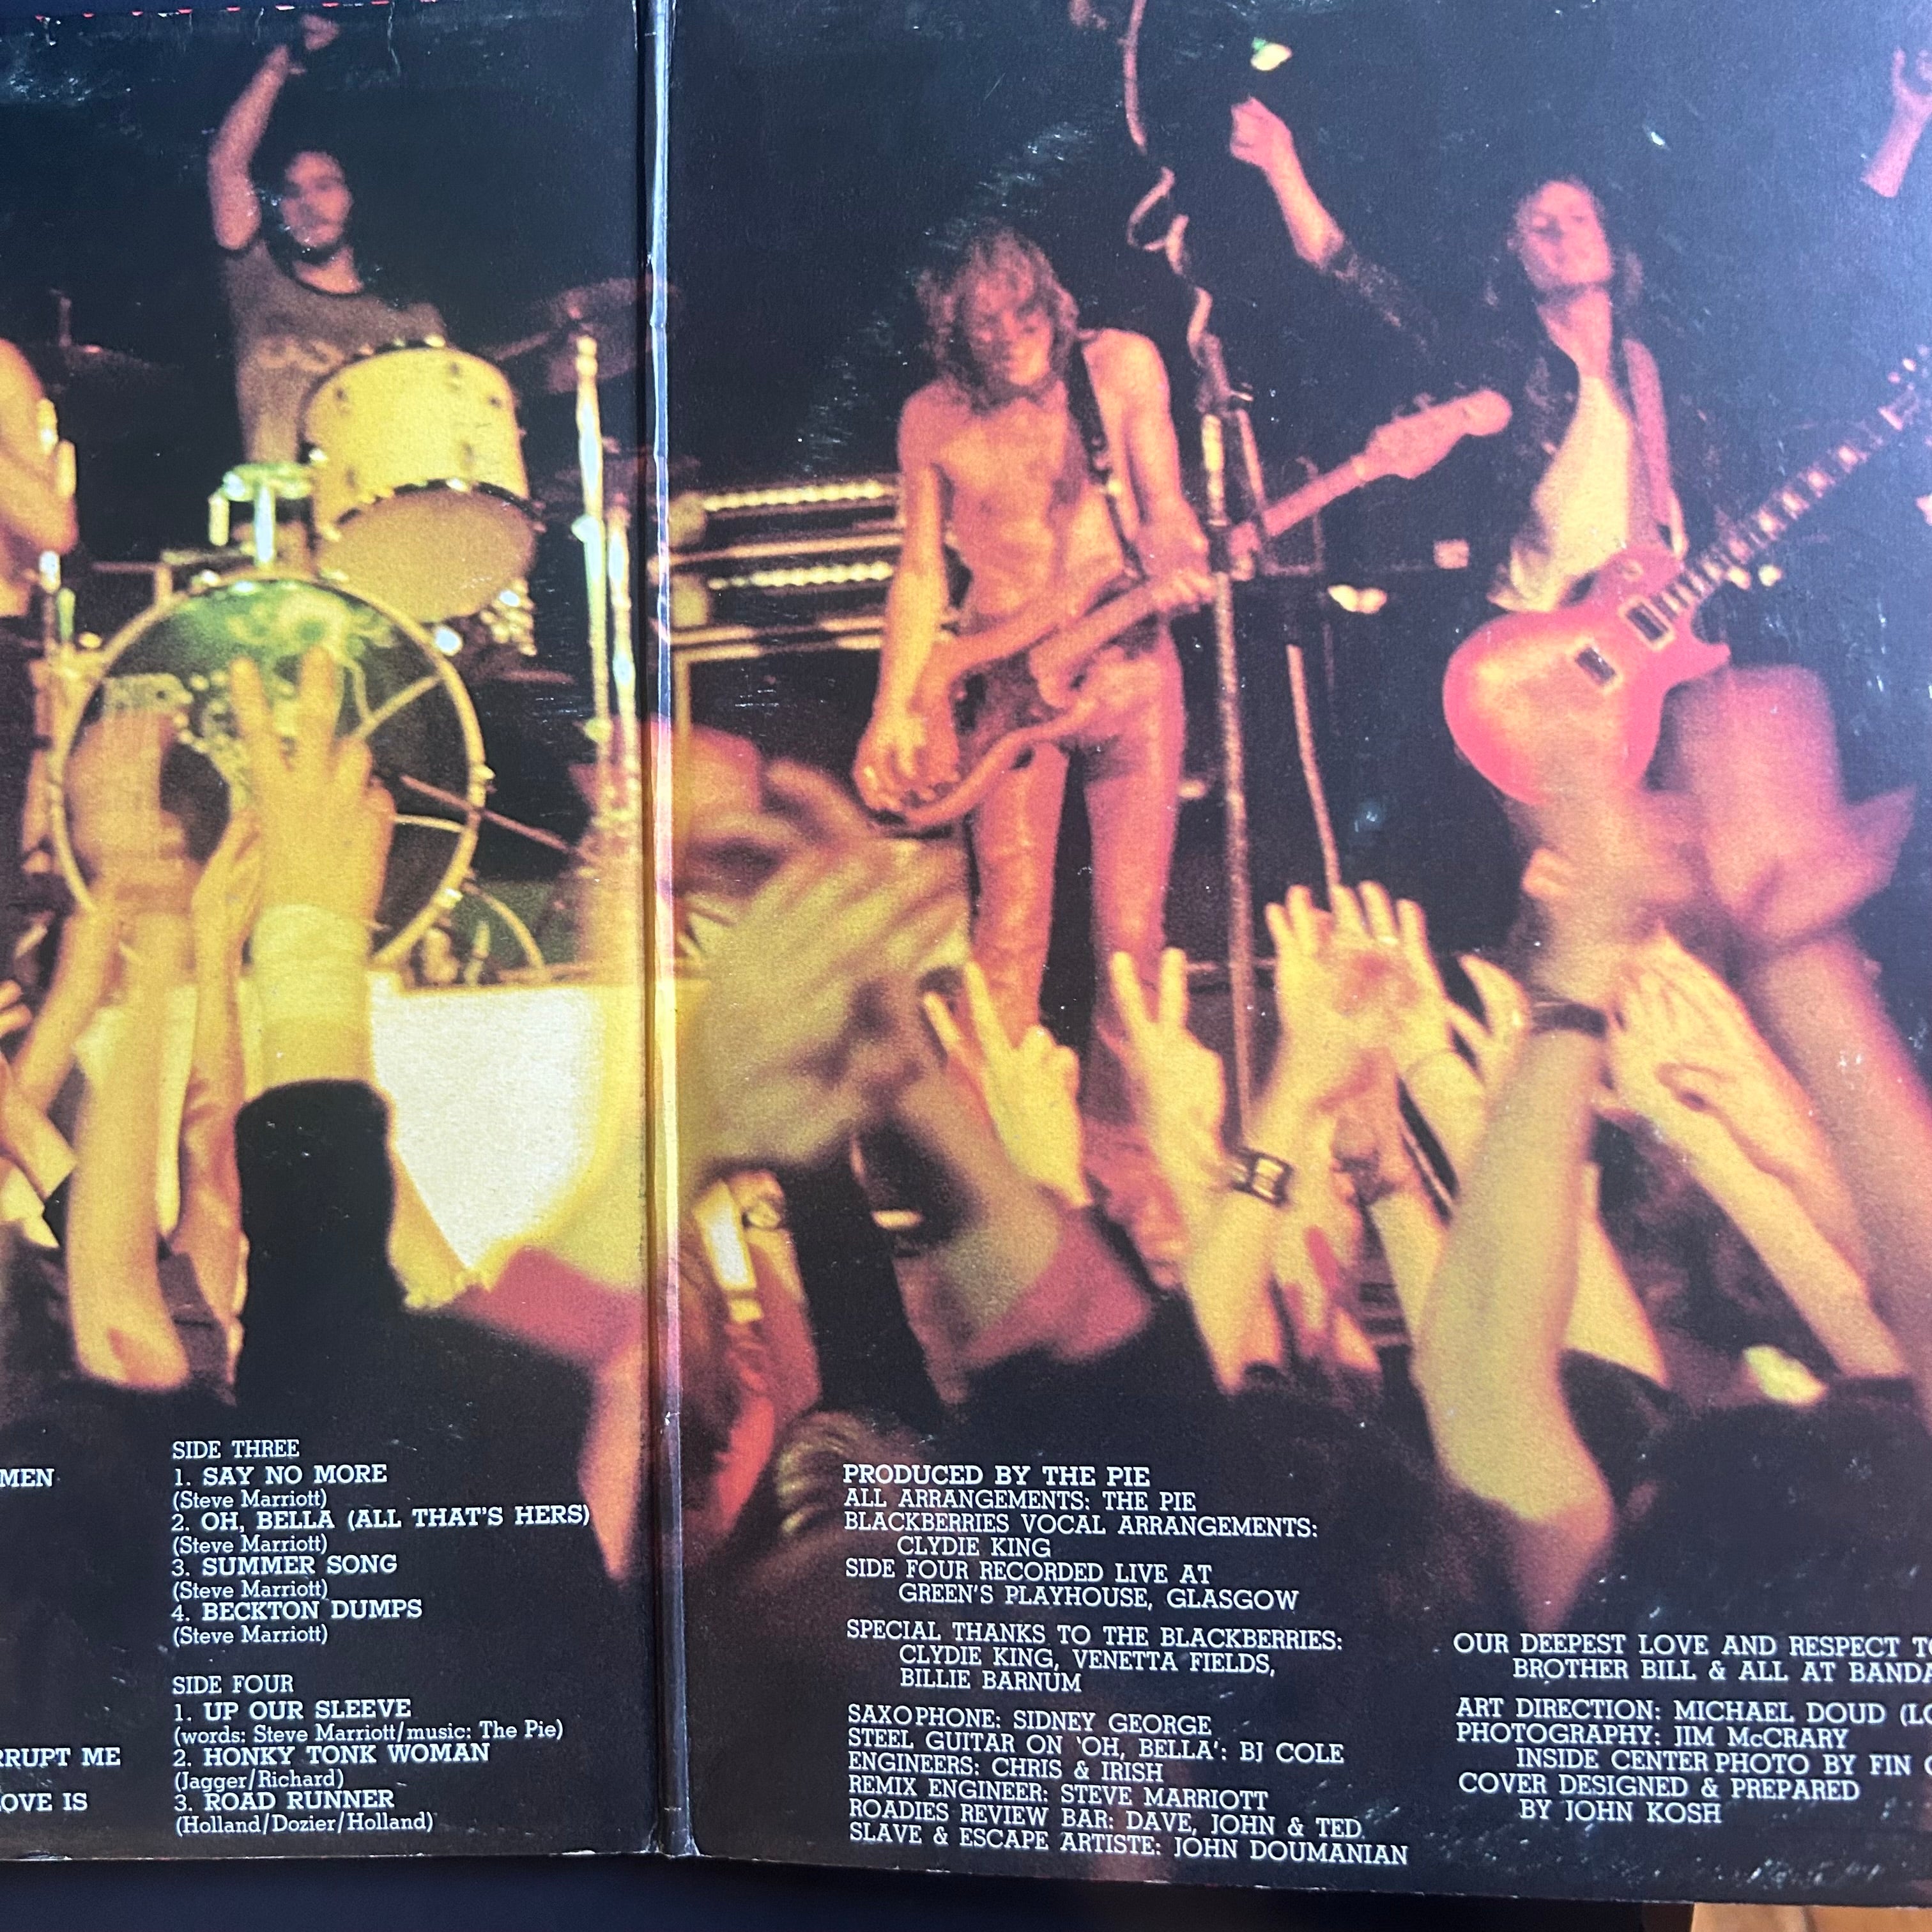 MEN
RRUPT ME
OVE IS
SIDE THREE
1. SAY NO MORE
(Steve Marriott)
2. OH, BELLA (ALL THAT'S HERS)
(Steve Marriott)
3. SUMMER SONG
(Steve Marriott)
4. BECKTON DUMPS
(Steve Marriott)
SIDE FOUR
1. UP OUR SLEEVE
(words: Steve Marriott/music: The Pie)
2. HONKY TONK WOMAN
(Jagger/Richard)
3. ROAD RUNNER
(Holland/Dozier/Holland)
PRODUCED BY THE PIE
ALL ARRANGEMENTS: THE PIE
BLACKBERRIES VOCAL ARRANGEMENTS:
CLYDIE KING
SIDE FOUR RECORDED LIVE AT
GREEN'S PLAYHOUSE, GLASGOW
SPECIAL THANKS TO THE BLACKBERRIES:
CLYDIE KING, VENETTA FIELDS,
BILLIE BARNUM
SAXOPHONE: SIDNEY GEORGE
STEEL GUITAR ON 'OH, BELLA': BJ COLE
ENGINEERS: CHRIS & IRISH
REMIX ENGINEER: STEVE MARRIOTT
ROADIES REVIEW BAR: DAVE, JOHN & TED.
SLAVE & ESCAPE ARTISTE: JOHN DOUMANIAN
OUR DEEPEST LOVE AND RESPECT TO
BROTHER BILL & ALL AT BANDA
ART DIRECTION: MICHAEL DOUD (LO
PHOTOGRAPHY: JIM McCRARY
INSIDE CENTER PHOTO BY FIN
COVER DESIGNED & PREPARED
BY JOHN KOSH